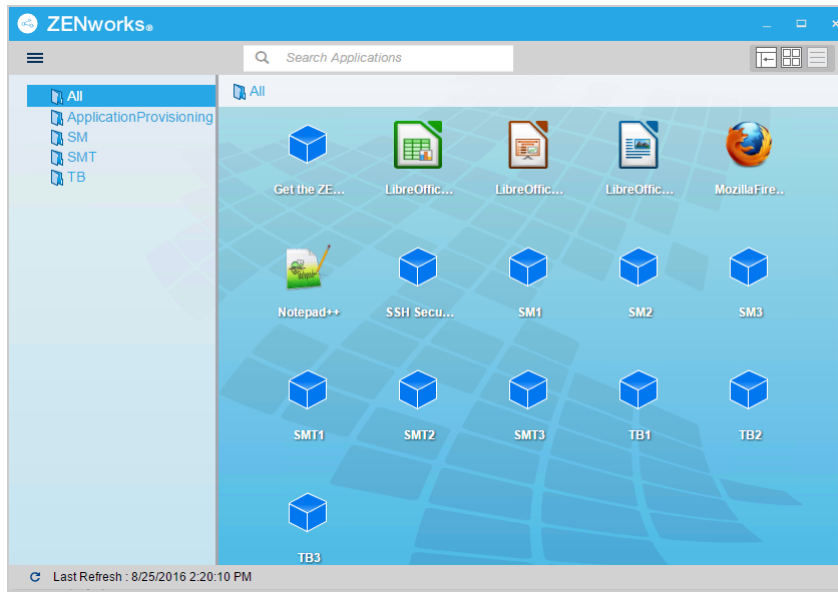 ZENworks®
Search Applications
All
ApplicationProvisioning
SM
SMT
TB
All
Get the ZE...
LibreOffic...
LibreOffic...
LibreOffic...
MozillaFire..
Notepad++
SSH Secu...
SM1
SM2
SM3
SMT1
SMT2
SMT3
TB1
TB2
TB3
Last Refresh : 8/25/2016 2:20:10 PM